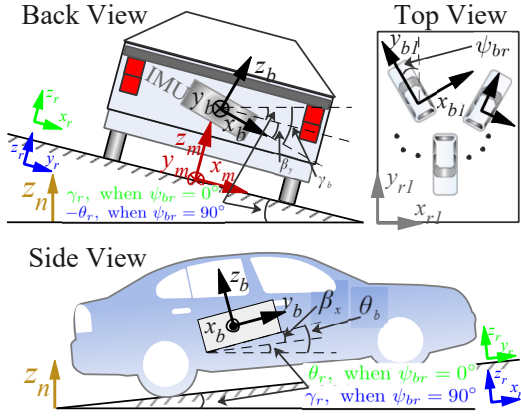 Back View
Top View
IMU
z_b
y_b
x_b
z_m
y_m
x_m
β_y
γ_b
z_r
x_r
z_r
y_r
z_n
γ_r, when ψ_br = 0°
-θ_r, when ψ_br = 90°
y_b1
ψ_br
x_b1
y_r1
x_r1
Side View
z_b
y_b
x_b
β_x
θ_b
z_n
θ_r, when ψ_br = 0°
γ_r, when ψ_br = 90°
z_r
y_r
z_r
x